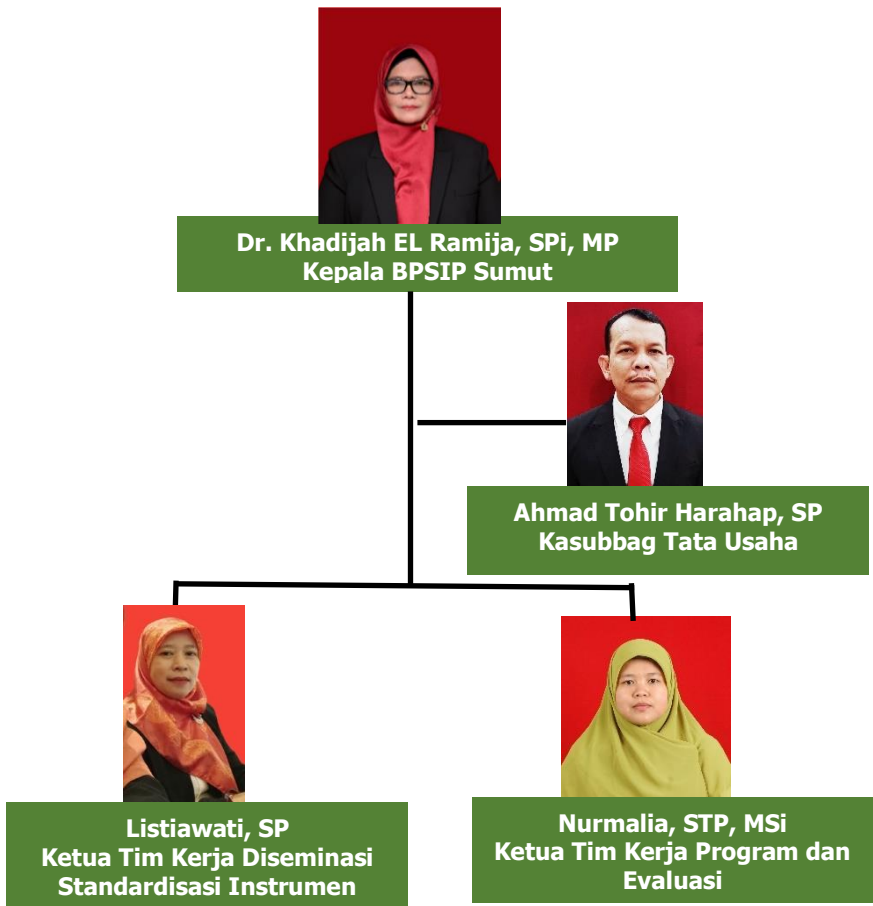 Dr. Khadijah EL Ramija, SPi, MP
Kepala BPSIP Sumut
Ahmad Tohir Harahap, SP
Kasubbag Tata Usaha
Listiawati, SP
Ketua Tim Kerja Diseminasi
Standardisasi Instrumen
Nurmalia, STP, MSi
Ketua Tim Kerja Program dan
Evaluasi